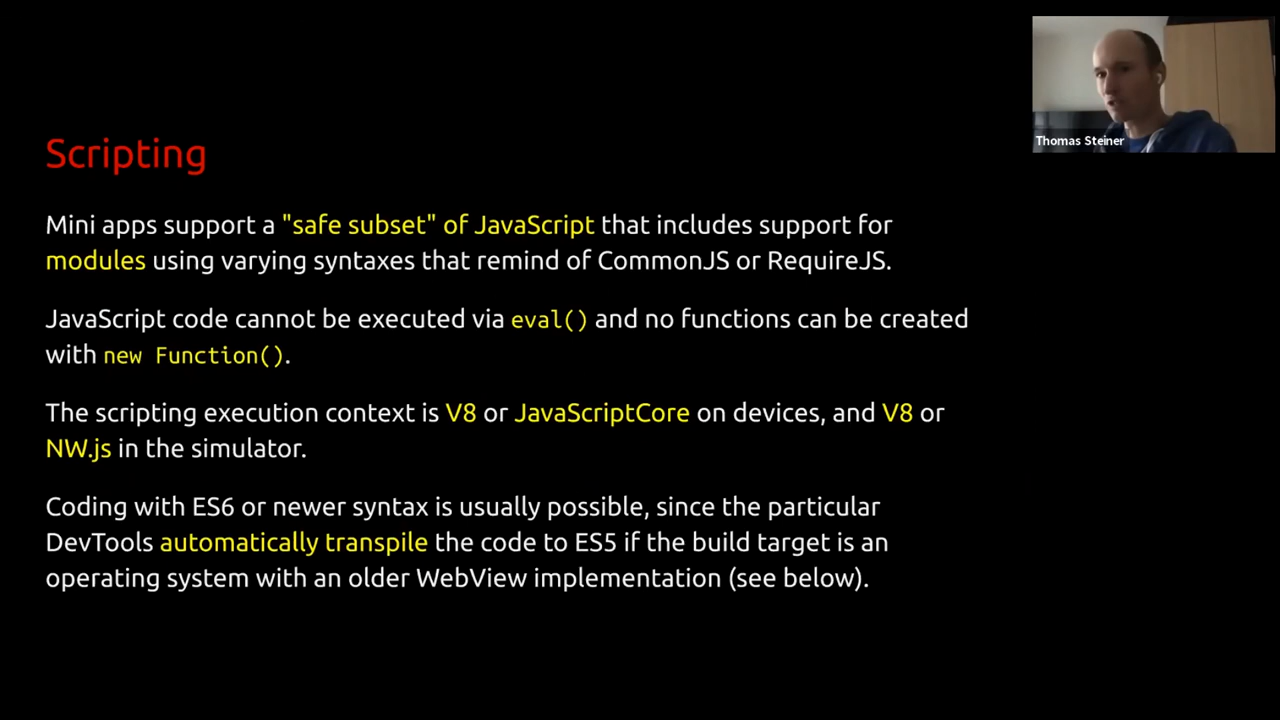 Scripting
Thomas Steiner
Mini apps support a "safe subset" of JavaScript that includes support for
modules using varying syntaxes that remind of CommonJS or RequireJS.
JavaScript code cannot be executed via eval() and no functions can be created
with new Function().
The scripting execution context is V8 or JavaScriptCore on devices, and V8 or
NW.js in the simulator.
Coding with ES6 or newer syntax is usually possible, since the particular
DevTools automatically transpile the code to ES5 if the build target is an
operating system with an older WebView implementation (see below).